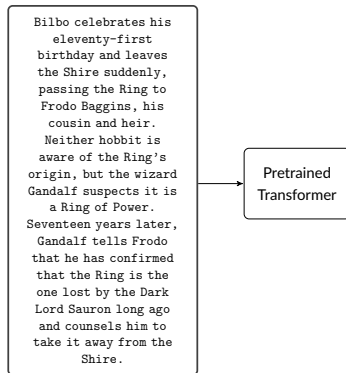 Bilbo celebrates his
eleventy-first
birthday and leaves
the Shire suddenly,
passing the Ring to
Frodo Baggins, his
cousin and heir.
Neither hobbit is
aware of the Ring's
origin, but the wizard
Gandalf suspects it is
a Ring of Power.
Seventeen years later,
Gandalf tells Frodo
that he has confirmed
that the Ring is the
one lost by the Dark
Lord Sauron long ago
and counsels him to
take it away from the
Shire.
Pretrained
Transformer